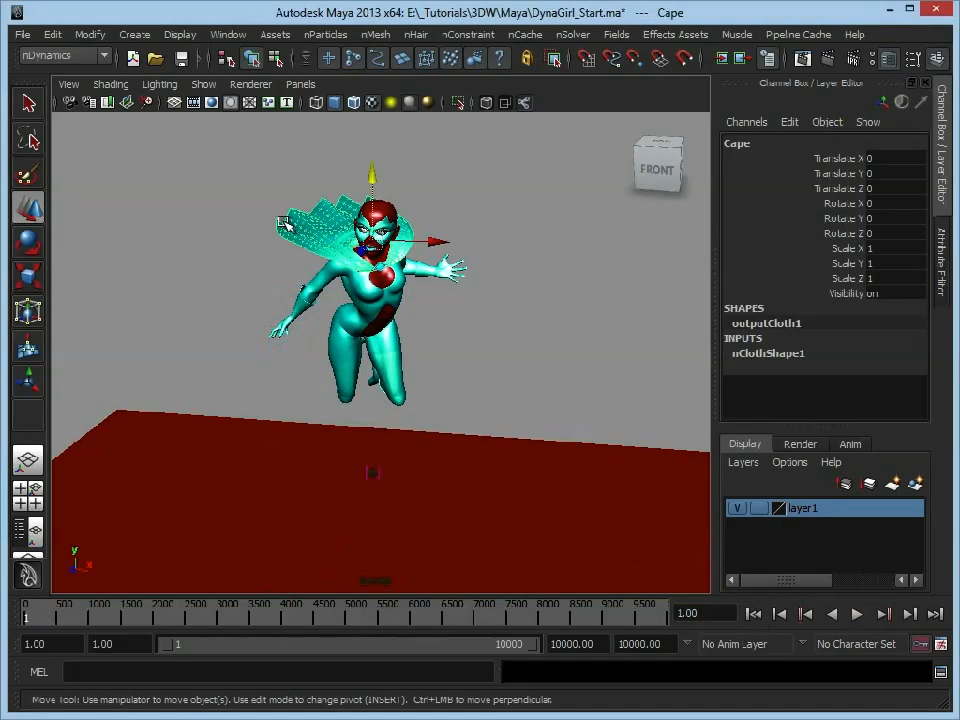 Autodesk Maya 2013 x64: E:\_Tutorials\3DW\Maya\DynaGirl_Start.ma* --- Cape
File Edit Modify Create Display Window Assets nParticles nMesh nHair nConstraint nCache nSolver Fields Effects Assets Muscle Pipeline Cache Help
nDynamics
View Shading Lighting Show Renderer Panels
Channel Box / Layer Editor
Channels Edit Object Show
Cape
Translate X 0
Translate Y 0
Translate Z 0
Rotate X 0
Rotate Y 0
Rotate Z 0
Scale X 1
Scale Y 1
Scale Z 1
Visibility on
SHAPES
outputCloth1
INPUTS
nClothShape1
Channel Box / Layer Editor
Attribute Editor
FRONT
y
x
Display Render Anim
Layers Options Help
V layer1
0 500 1000 1500 2000 2500 3000 3500 4000 4500 5000 5500 6000 6500 7000 7500 8000 8500 9000 9500
1
1.00
1.00 1.00 1 10000 10000.00 10000.00 No Anim Layer No Character Set
MEL
Move Tool: Use manipulator to move object(s). Use edit mode to change pivot (INSERT). Ctrl+LMB to move perpendicular.